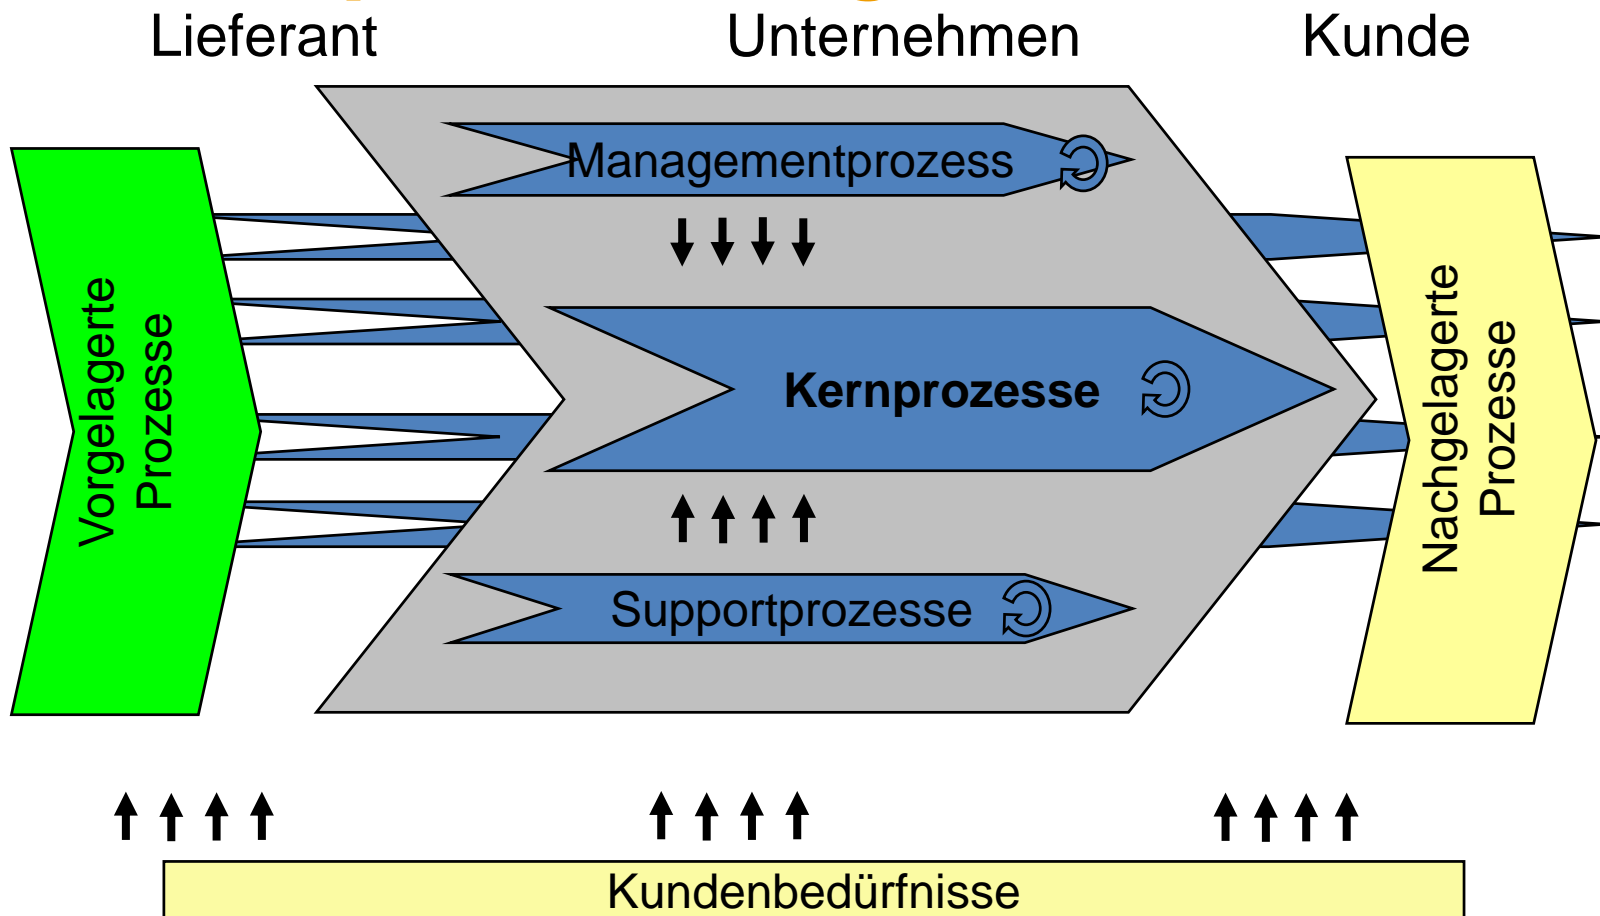 Lieferant
Unternehmen
Kunde
Managementprozess
Vorgelagerte
Prozesse
Kernprozesse
Nachgelagerte
Prozesse
Supportprozesse
Kundenbedürfnisse